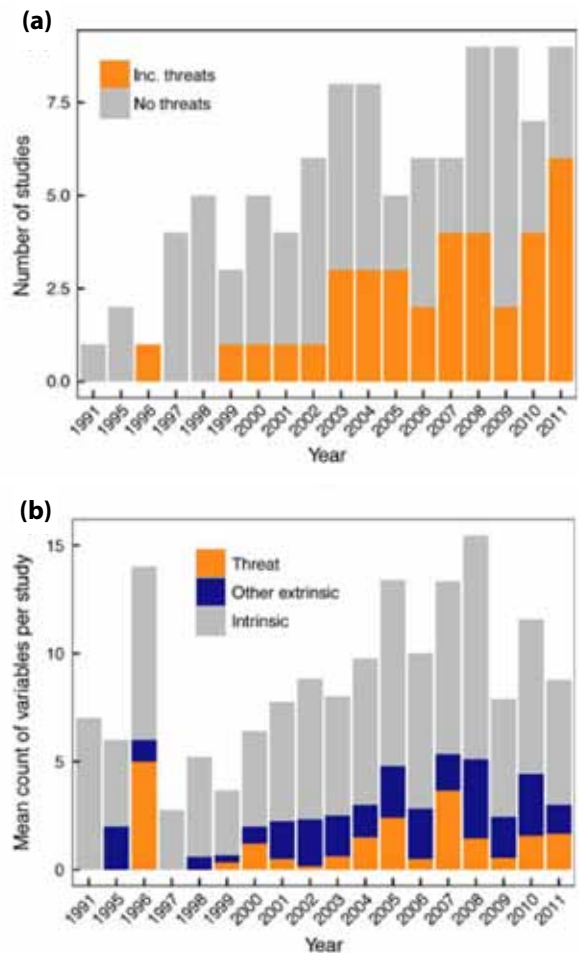 (a)
Inc. threats
No threats
Number of studies
7.5
5.0
2.5
0.0
1991 1995 1996 1997 1998 1999 2000 2001 2002 2003 2004 2005 2006 2007 2008 2009 2010 2011
Year
(b)
Threat
Other extrinsic
Intrinsic
Mean count of variables per study
15
10
5
0
1991 1995 1996 1997 1998 1999 2000 2001 2002 2003 2004 2005 2006 2007 2008 2009 2010 2011
Year